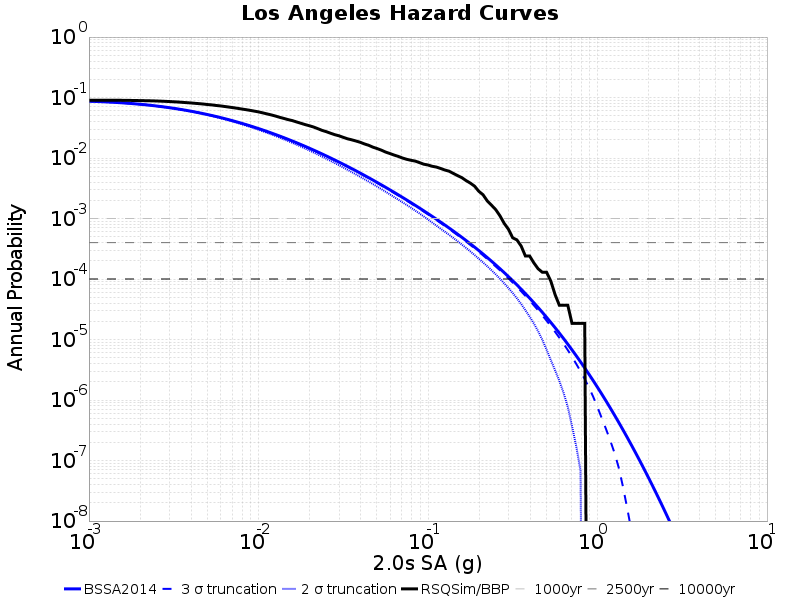 Los Angeles Hazard Curves
Annual Probability
10^0
10^-1
10^-2
10^-3
10^-4
10^-5
10^-6
10^-7
10^-8
10^-3 10^-2 10^-1 10^0 10^1
2.0s SA (g)
BSSA2014 3 σ truncation 2 σ truncation RSQSim/BBP 1000yr 2500yr 10000yr